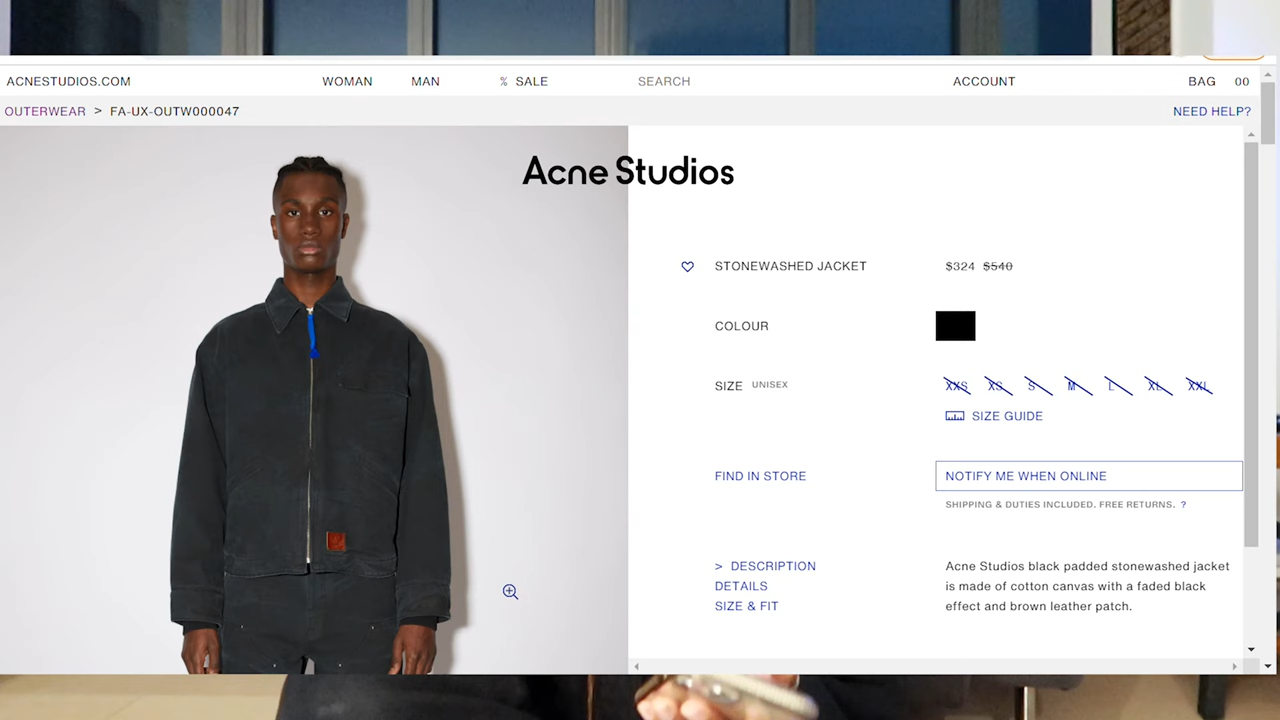 ACNESTUDIOS.COM WOMAN MAN % SALE SEARCH ACCOUNT BAG 00
OUTERWEAR > FA-UX-OUTW000047 NEED HELP?
Acne Studios
STONEWASHED JACKET $324 $540
COLOUR
SIZE UNISEX XXS XS S M L XL XXL
SIZE GUIDE
FIND IN STORE NOTIFY ME WHEN ONLINE
SHIPPING & DUTIES INCLUDED. FREE RETURNS. ?
> DESCRIPTION
DETAILS
SIZE & FIT
Acne Studios black padded stonewashed jacket
is made of cotton canvas with a faded black
effect and brown leather patch.